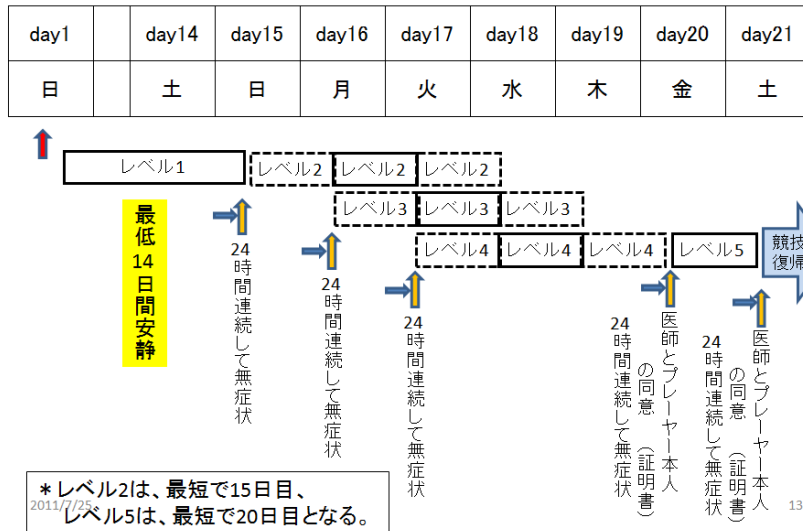 day1 day14 day15 day16 day17 day18 day19 day20 day21
日 土 日 月 火 水 木 金 土
レベル1 レベル2 レベル2 レベル2
レベル3 レベル3 レベル3
レベル4 レベル4 レベル4 レベル5
競技
復帰
最低14日間安静
24時間連続して無症状
24時間連続して無症状
24時間連続して無症状
医師とプレーヤー本人
の同意 (証明書)
24時間連続して無症状
医師とプレーヤー本人
の同意 (証明書)
24時間連続して無症状
*レベル2は、最短で15日目、
レベル5は、最短で20日目となる。
2011/7/25
13